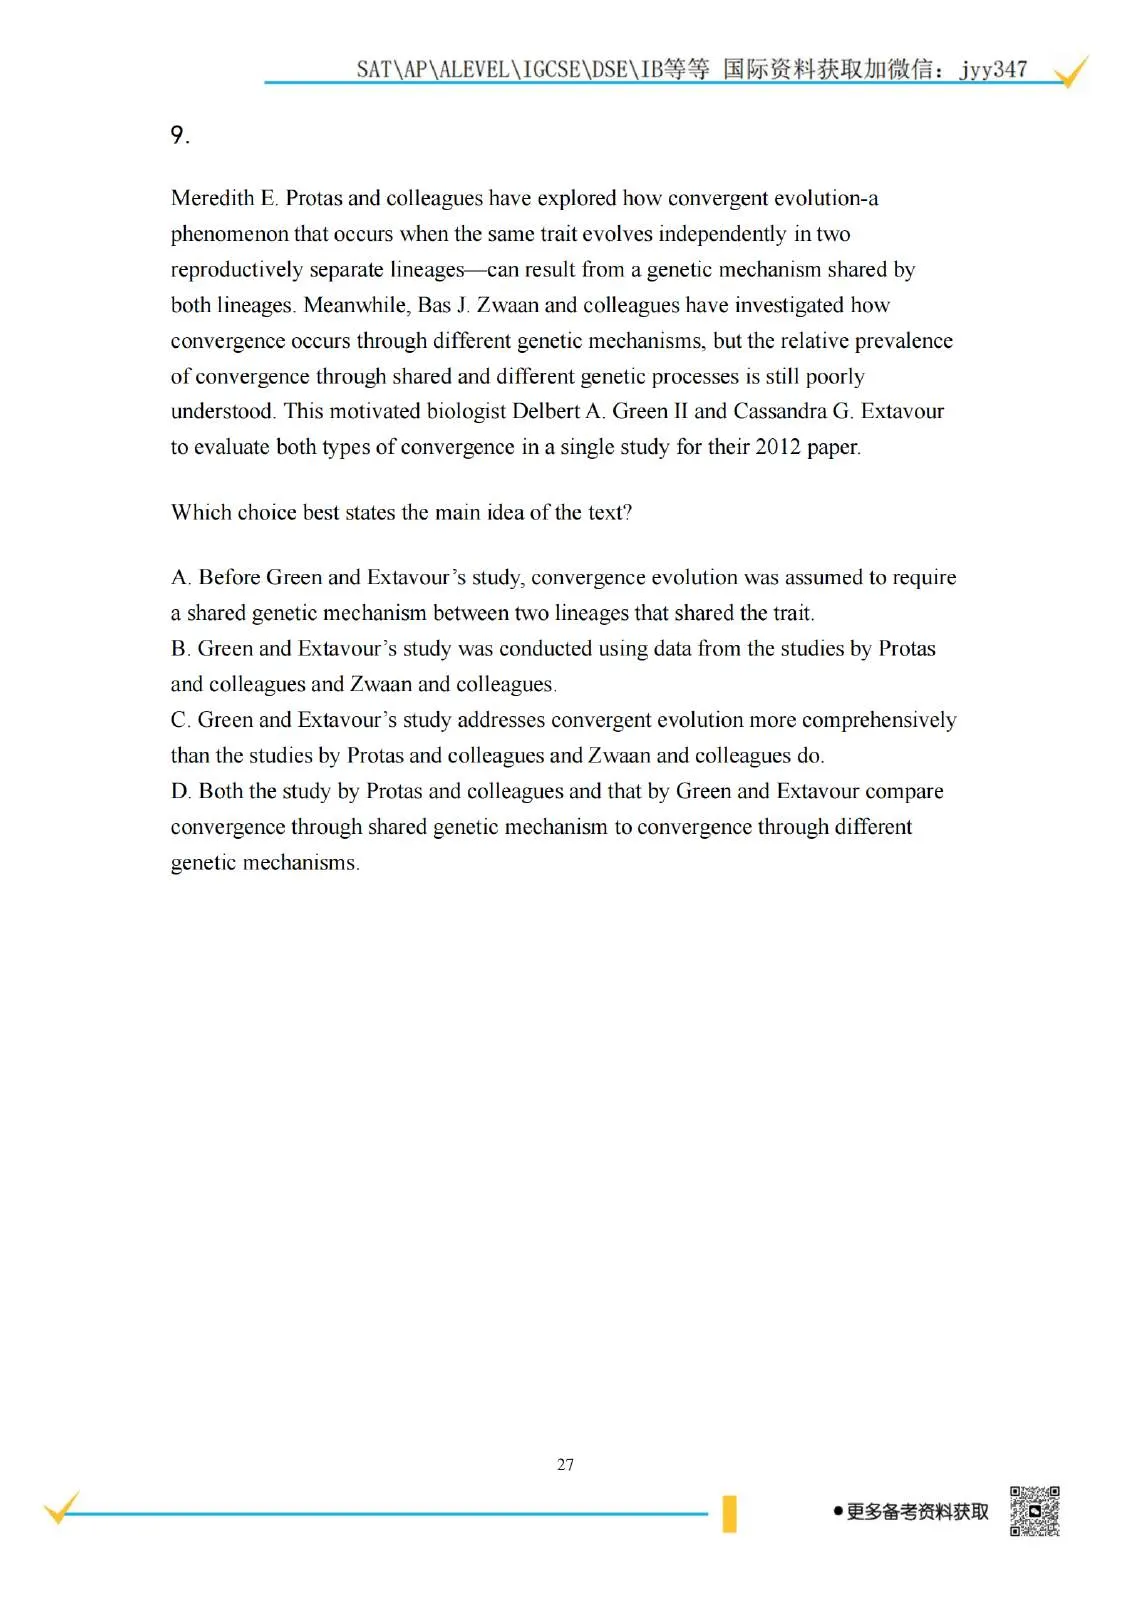 SAT\AP\ALEVEL\IGCSE\DSE\IB等等 国际资料获取加微信：jyy347
9.
Meredith E. Protas and colleagues have explored how convergent evolution-a
phenomenon that occurs when the same trait evolves independently in two
reproductively separate lineages—can result from a genetic mechanism shared by
both lineages. Meanwhile, Bas J. Zwaan and colleagues have investigated how
convergence occurs through different genetic mechanisms, but the relative prevalence
of convergence through shared and different genetic processes is still poorly
understood. This motivated biologist Delbert A. Green II and Cassandra G. Extavour
to evaluate both types of convergence in a single study for their 2012 paper.
Which choice best states the main idea of the text?
A. Before Green and Extavour’s study, convergence evolution was assumed to require
a shared genetic mechanism between two lineages that shared the trait.
B. Green and Extavour’s study was conducted using data from the studies by Protas
and colleagues and Zwaan and colleagues.
C. Green and Extavour’s study addresses convergent evolution more comprehensively
than the studies by Protas and colleagues and Zwaan and colleagues do.
D. Both the study by Protas and colleagues and that by Green and Extavour compare
convergence through shared genetic mechanism to convergence through different
genetic mechanisms.
27
●更多备考资料获取